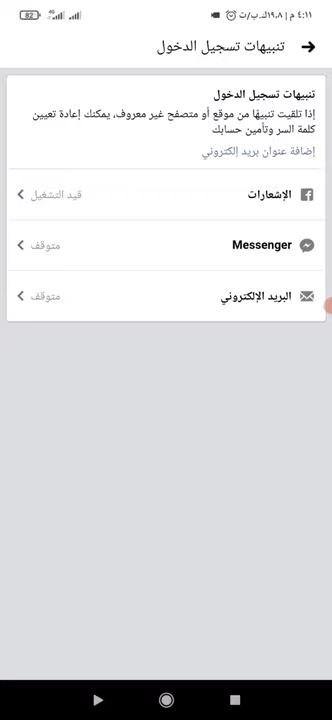 ٤:١١ م | ١٩٫٨ك.ب/ث
82
4G
تنبيهات تسجيل الدخول
تنبيهات تسجيل الدخول
إذا تلقيت تنبيهًا من موقع أو متصفح غير معروف، يمكنك إعادة تعيين
كلمة السر وتأمين حسابك
إضافة عنوان بريد إلكتروني
الإشعارات قيد التشغيل
Messenger متوقف
البريد الإلكتروني متوقف